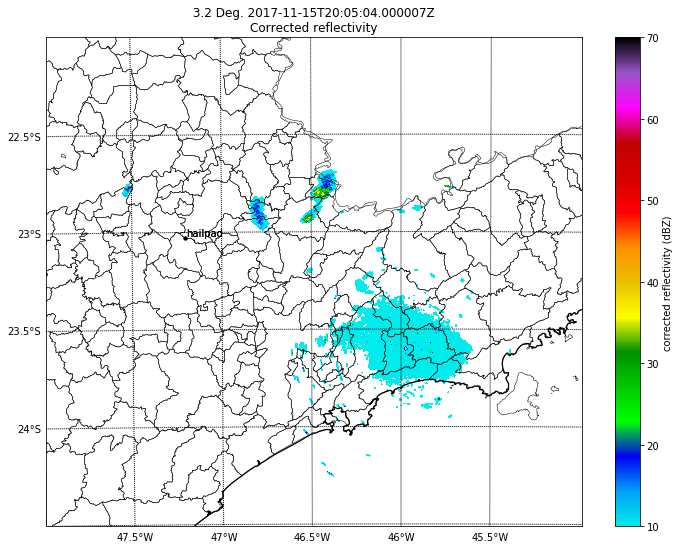 3.2 Deg. 2017-11-15T20:05:04.000007Z
Corrected reflectivity
70
60
50
40
30
20
10
corrected reflectivity (dBZ)
22.5°S
23°S
23.5°S
24°S
hailpad
47.5°W
47°W
46.5°W
46°W
45.5°W